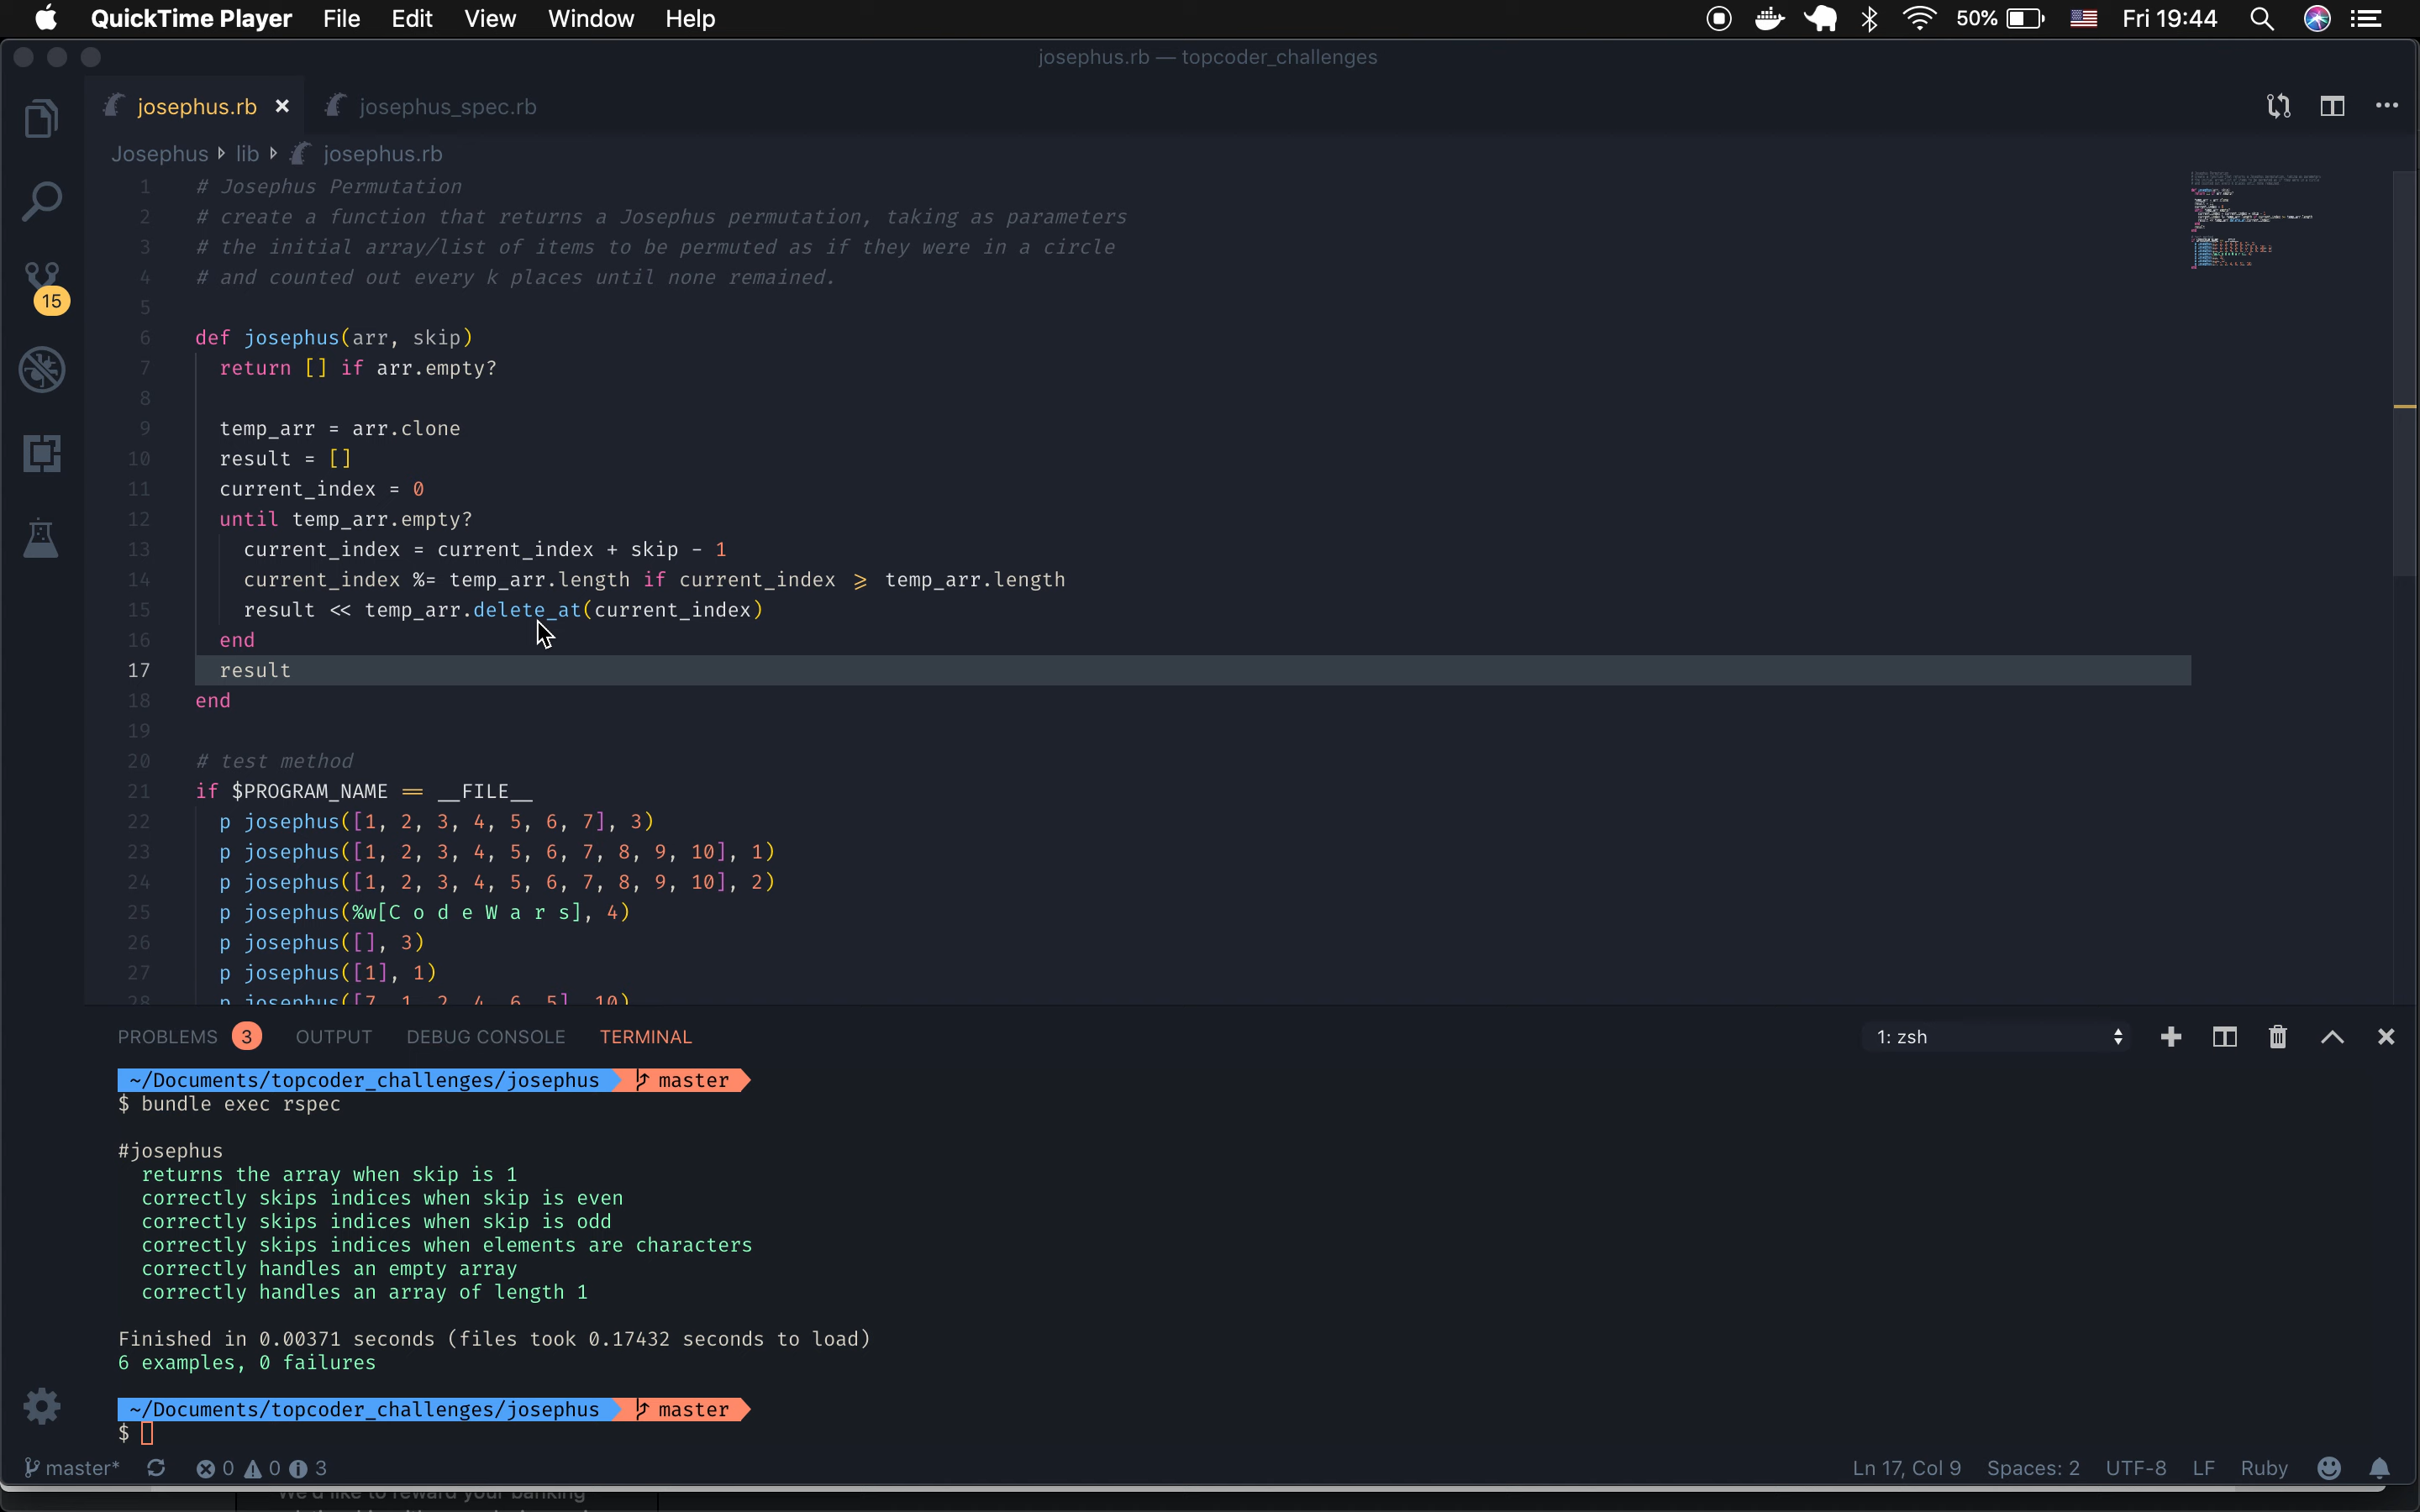 QuickTime Player File Edit View Window Help 50% Fri 19:44
josephus.rb — topcoder_challenges
josephus.rb josephus_spec.rb
Josephus lib josephus.rb
15
1 # Josephus Permutation
2 # create a function that returns a Josephus permutation, taking as parameters
3 # the initial array/list of items to be permuted as if they were in a circle
4 # and counted out every k places until none remained.
5
6 def josephus(arr, skip)
7 return [] if arr.empty?
8
9 temp_arr = arr.clone
10 result = []
11 current_index = 0
12 until temp_arr.empty?
13 current_index = current_index + skip - 1
14 current_index %= temp_arr.length if current_index >= temp_arr.length
15 result << temp_arr.delete_at(current_index)
16 end
17 result
18 end
19
20 # test method
21 if $PROGRAM_NAME == __FILE__
22 p josephus([1, 2, 3, 4, 5, 6, 7], 3)
23 p josephus([1, 2, 3, 4, 5, 6, 7, 8, 9, 10], 1)
24 p josephus([1, 2, 3, 4, 5, 6, 7, 8, 9, 10], 2)
25 p josephus(%w[C o d e W a r s], 4)
26 p josephus([], 3)
27 p josephus([1], 1)
28 p josephus([7, 1, 2, 4, 6, 5], 10)
PROBLEMS 3 OUTPUT DEBUG CONSOLE TERMINAL 1: zsh
~/Documents/topcoder_challenges/josephus master
$ bundle exec rspec
#josephus
returns the array when skip is 1
correctly skips indices when skip is even
correctly skips indices when skip is odd
correctly skips indices when elements are characters
correctly handles an empty array
correctly handles an array of length 1
Finished in 0.00371 seconds (files took 0.17432 seconds to load)
6 examples, 0 failures
~/Documents/topcoder_challenges/josephus master
$
master* 0 0 3 Ln 17, Col 9 Spaces: 2 UTF-8 LF Ruby
We'd like to reward your banking